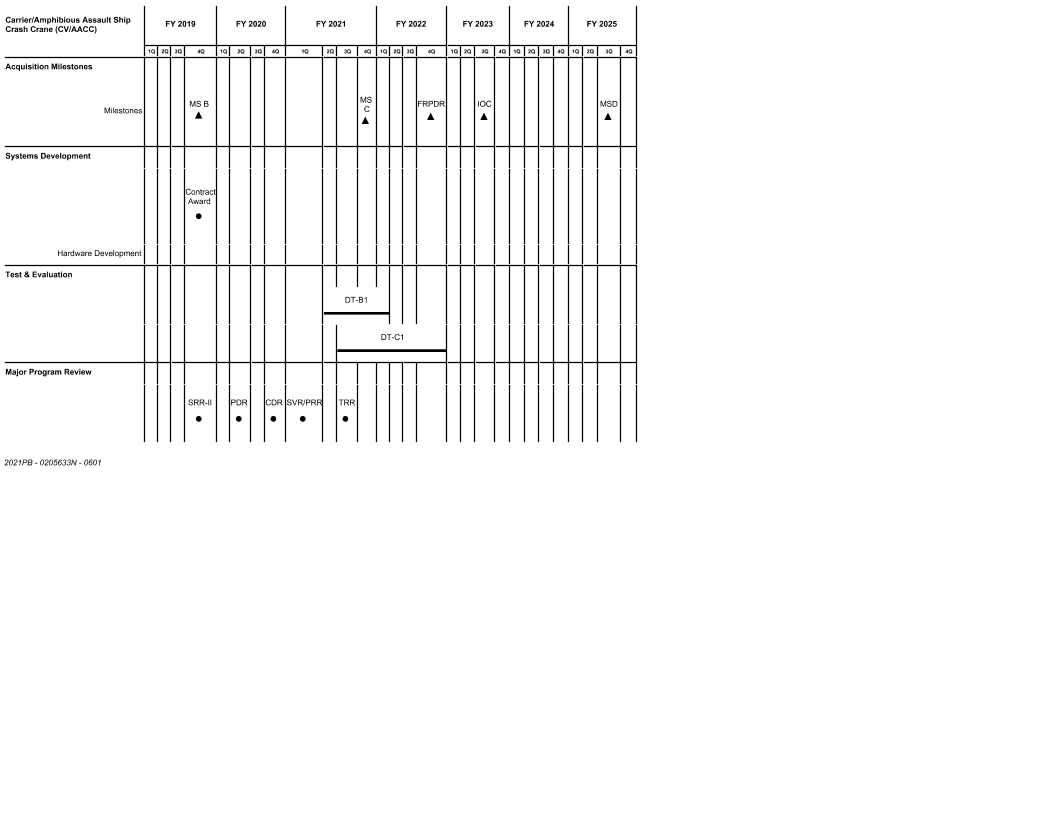 Carrier/Amphibious Assault Ship
Crash Crane (CV/AACC)
FY 2019 FY 2020 FY 2021 FY 2022 FY 2023 FY 2024 FY 2025
1Q 2Q 3Q 4Q 1Q 2Q 3Q 4Q 1Q 2Q 3Q 4Q 1Q 2Q 3Q 4Q 1Q 2Q 3Q 4Q 1Q 2Q 3Q 4Q 1Q 2Q 3Q 4Q
Acquisition Milestones
Milestones
MS B
MS
C
FRPDR
IOC
MSD
Systems Development
Contract
Award
Hardware Development
Test & Evaluation
DT-B1
DT-C1
Major Program Review
SRR-II PDR CDR SVR/PRR TRR
2021PB - 0205633N - 0601